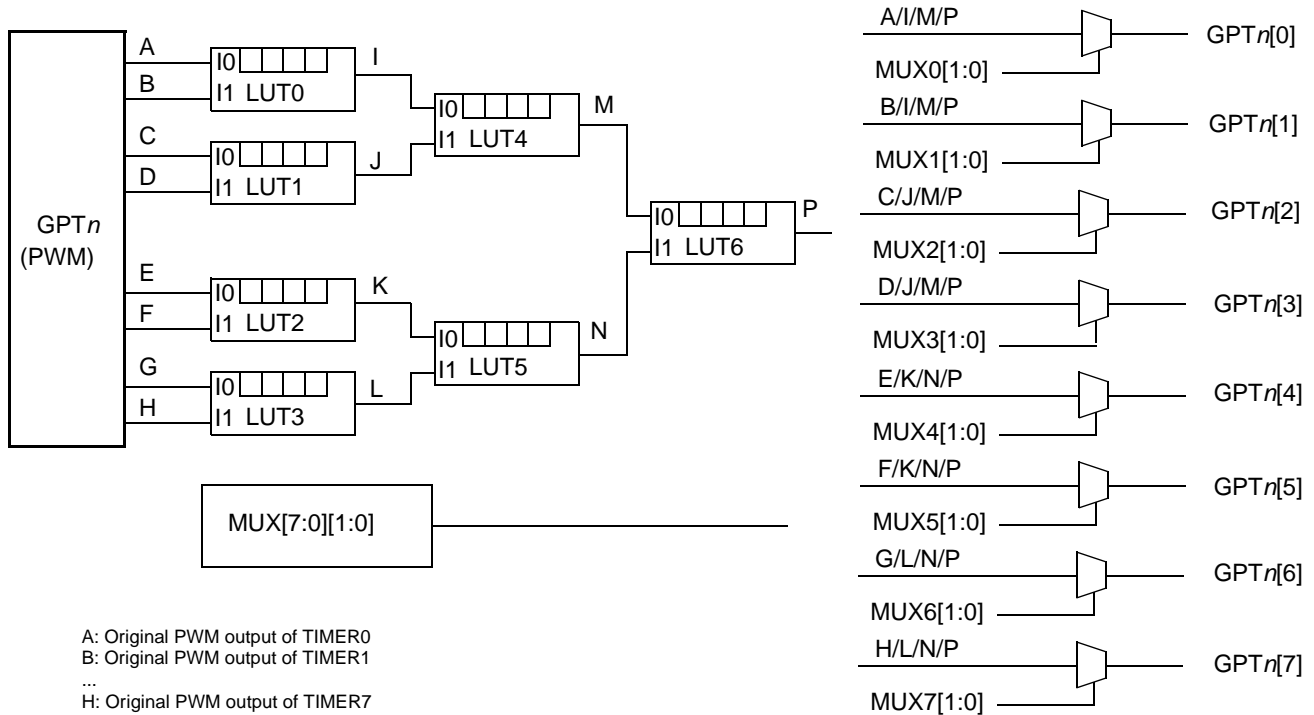 GPTn
(PWM)
A
B
C
D
E
F
G
H
I0
I1 LUT0
I0
I1 LUT1
I0
I1 LUT2
I0
I1 LUT3
I
J
K
L
I0
I1 LUT4
I0
I1 LUT5
M
N
I0
I1 LUT6
P
MUX[7:0][1:0]
A/I/M/P
MUX0[1:0]
GPTn[0]
B/I/M/P
MUX1[1:0]
GPTn[1]
C/J/M/P
MUX2[1:0]
GPTn[2]
D/J/M/P
MUX3[1:0]
GPTn[3]
E/K/N/P
MUX4[1:0]
GPTn[4]
F/K/N/P
MUX5[1:0]
GPTn[5]
G/L/N/P
MUX6[1:0]
GPTn[6]
H/L/N/P
MUX7[1:0]
GPTn[7]
A: Original PWM output of TIMER0
B: Original PWM output of TIMER1
...
H: Original PWM output of TIMER7